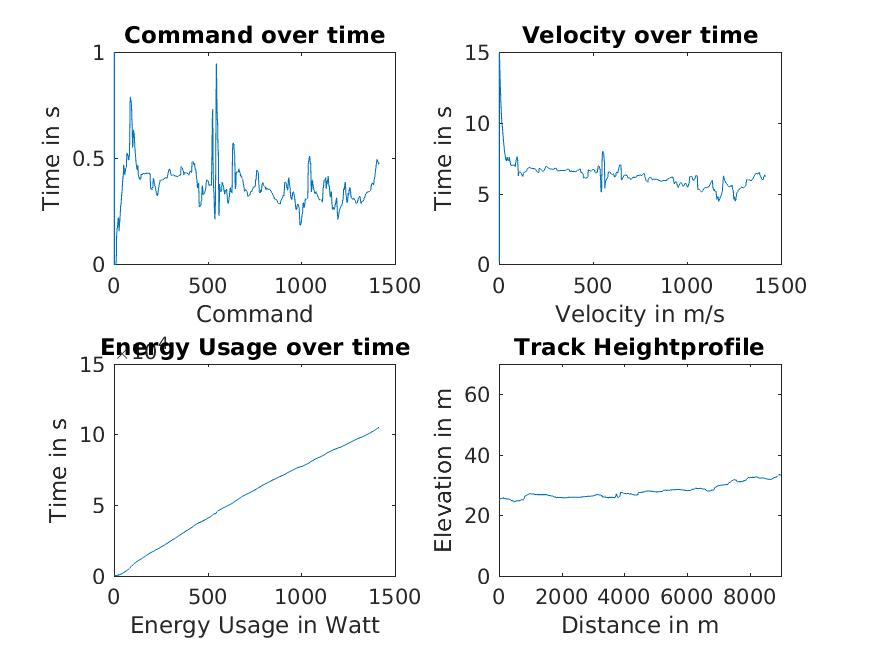 Command over time
Time in s
1
0.5
0
0 500 1000 1500
Command
Velocity over time
Time in s
15
10
5
0
0 500 1000 1500
Velocity in m/s
Energy Usage over time
×10^4
Time in s
15
10
5
0
0 500 1000 1500
Energy Usage in Watt
Track Heightprofile
Elevation in m
60
40
20
0
0 2000 4000 6000 8000
Distance in m